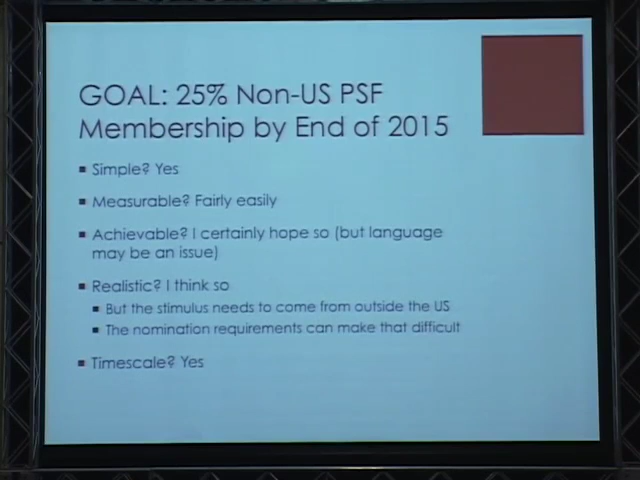 GOAL: 25% Non-US PSF
Membership by End of 2015
Simple? Yes
Measurable? Fairly easily
Achievable? I certainly hope so (but language
may be an issue)
Realistic? I think so
But the stimulus needs to come from outside the US
The nomination requirements can make that difficult
Timescale? Yes